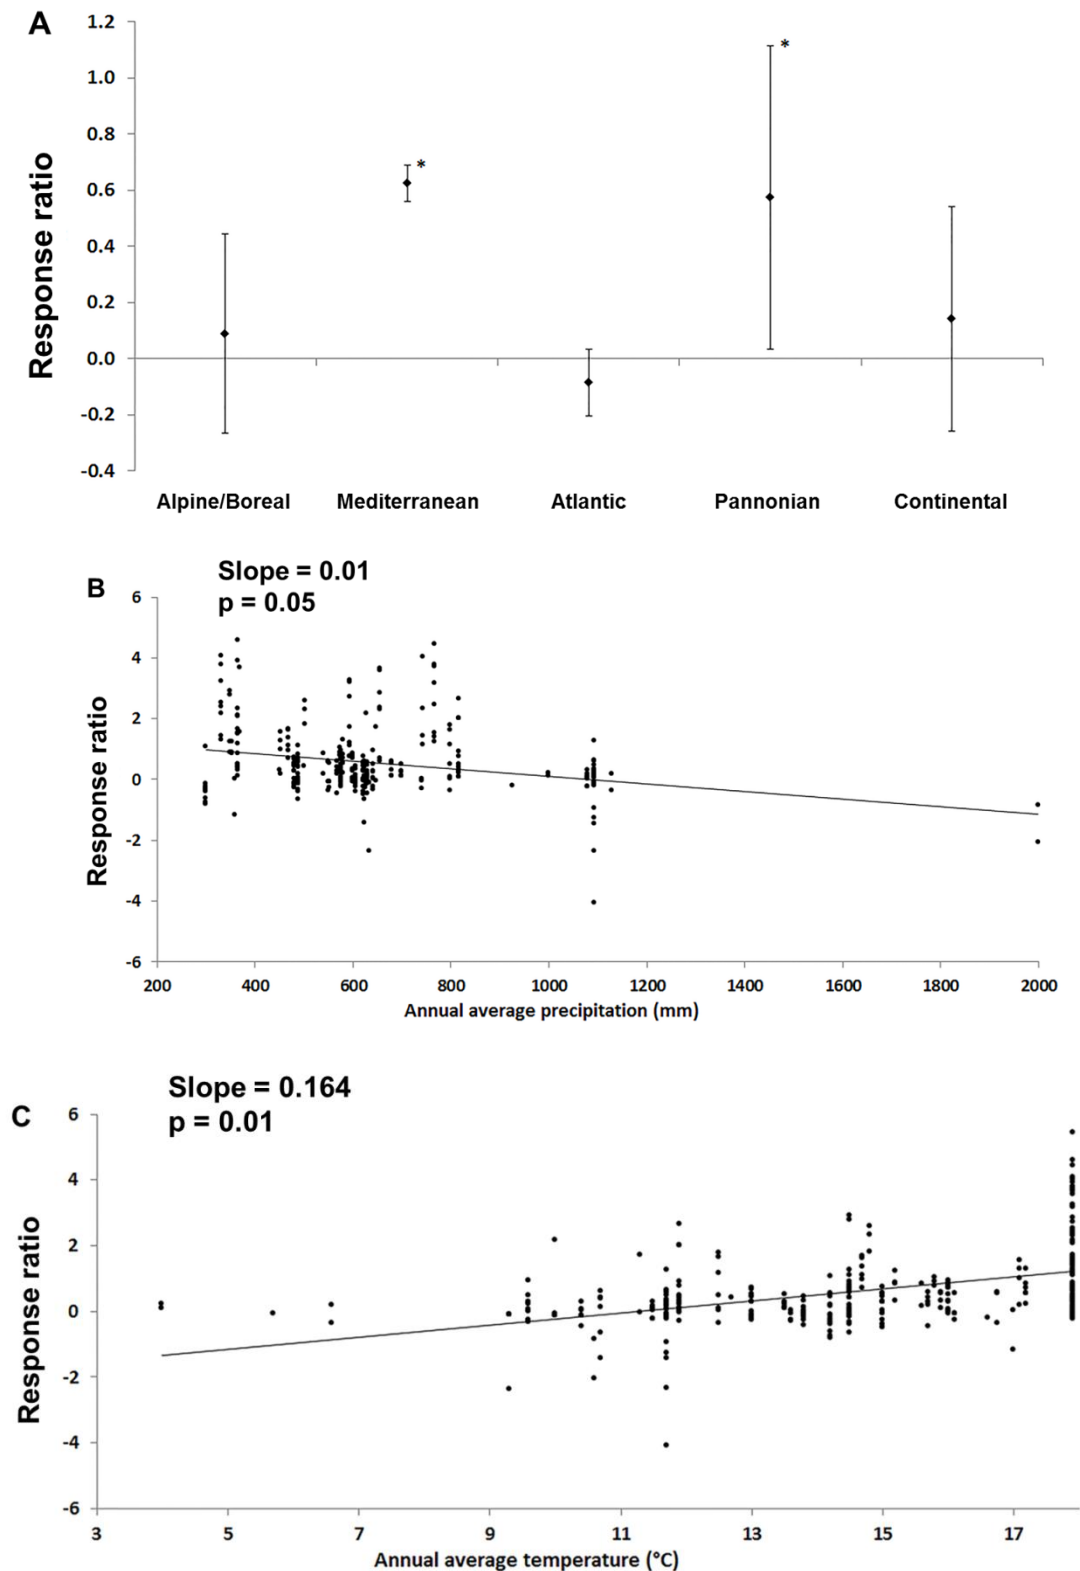 A
Response ratio
1.2
1.0
0.8
0.6
0.4
0.2
0.0
-0.2
-0.4
*
*
Alpine/Boreal Mediterranean Atlantic Pannonian Continental
B
Slope = 0.01
p = 0.05
Response ratio
6
4
2
0
-2
-4
-6
200 400 600 800 1000 1200 1400 1600 1800 2000
Annual average precipitation (mm)
C
Slope = 0.164
p = 0.01
Response ratio
6
4
2
0
-2
-4
-6
3 5 7 9 11 13 15 17
Annual average temperature (°C)